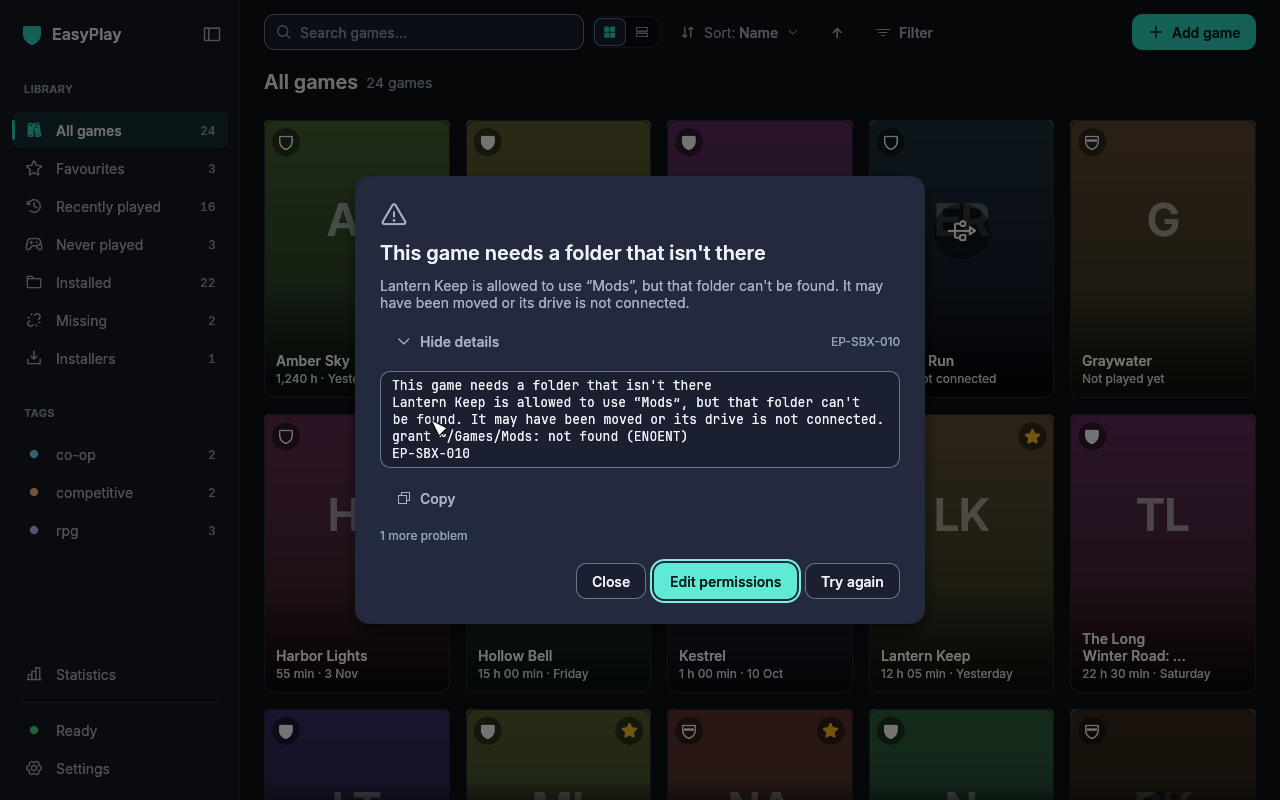 EasyPlay
Search games...
Sort: Name
Filter
Add game
LIBRARY
All games 24
Favourites 3
Recently played 16
Never played 3
Installed 22
Missing 2
Installers 1
TAGS
co-op 2
competitive 2
rpg 3
Statistics
Ready
Settings
All games 24 games
G
Amber Sky
Run
Graywater
1,240 h
Not played yet
This game needs a folder that isn't there
Lantern Keep is allowed to use “Mods”, but that folder can't be found. It may
have been moved or its drive is not connected.
Hide details
EP-SBX-010
This game needs a folder that isn't there
Lantern Keep is allowed to use “Mods”, but that folder can't
be found. It may have been moved or its drive is not connected.
grant ~/Games/Mods: not found (ENOENT)
EP-SBX-010
Copy
1 more problem
Close
Edit permissions
Try again
LK
TL
Harbor Lights
55 min · 3 Nov
Hollow Bell
15 h 00 min · Friday
Kestrel
1 h 00 min · 10 Oct
Lantern Keep
12 h 05 min · Yesterday
The Long
Winter Road: ...
22 h 30 min · Saturday